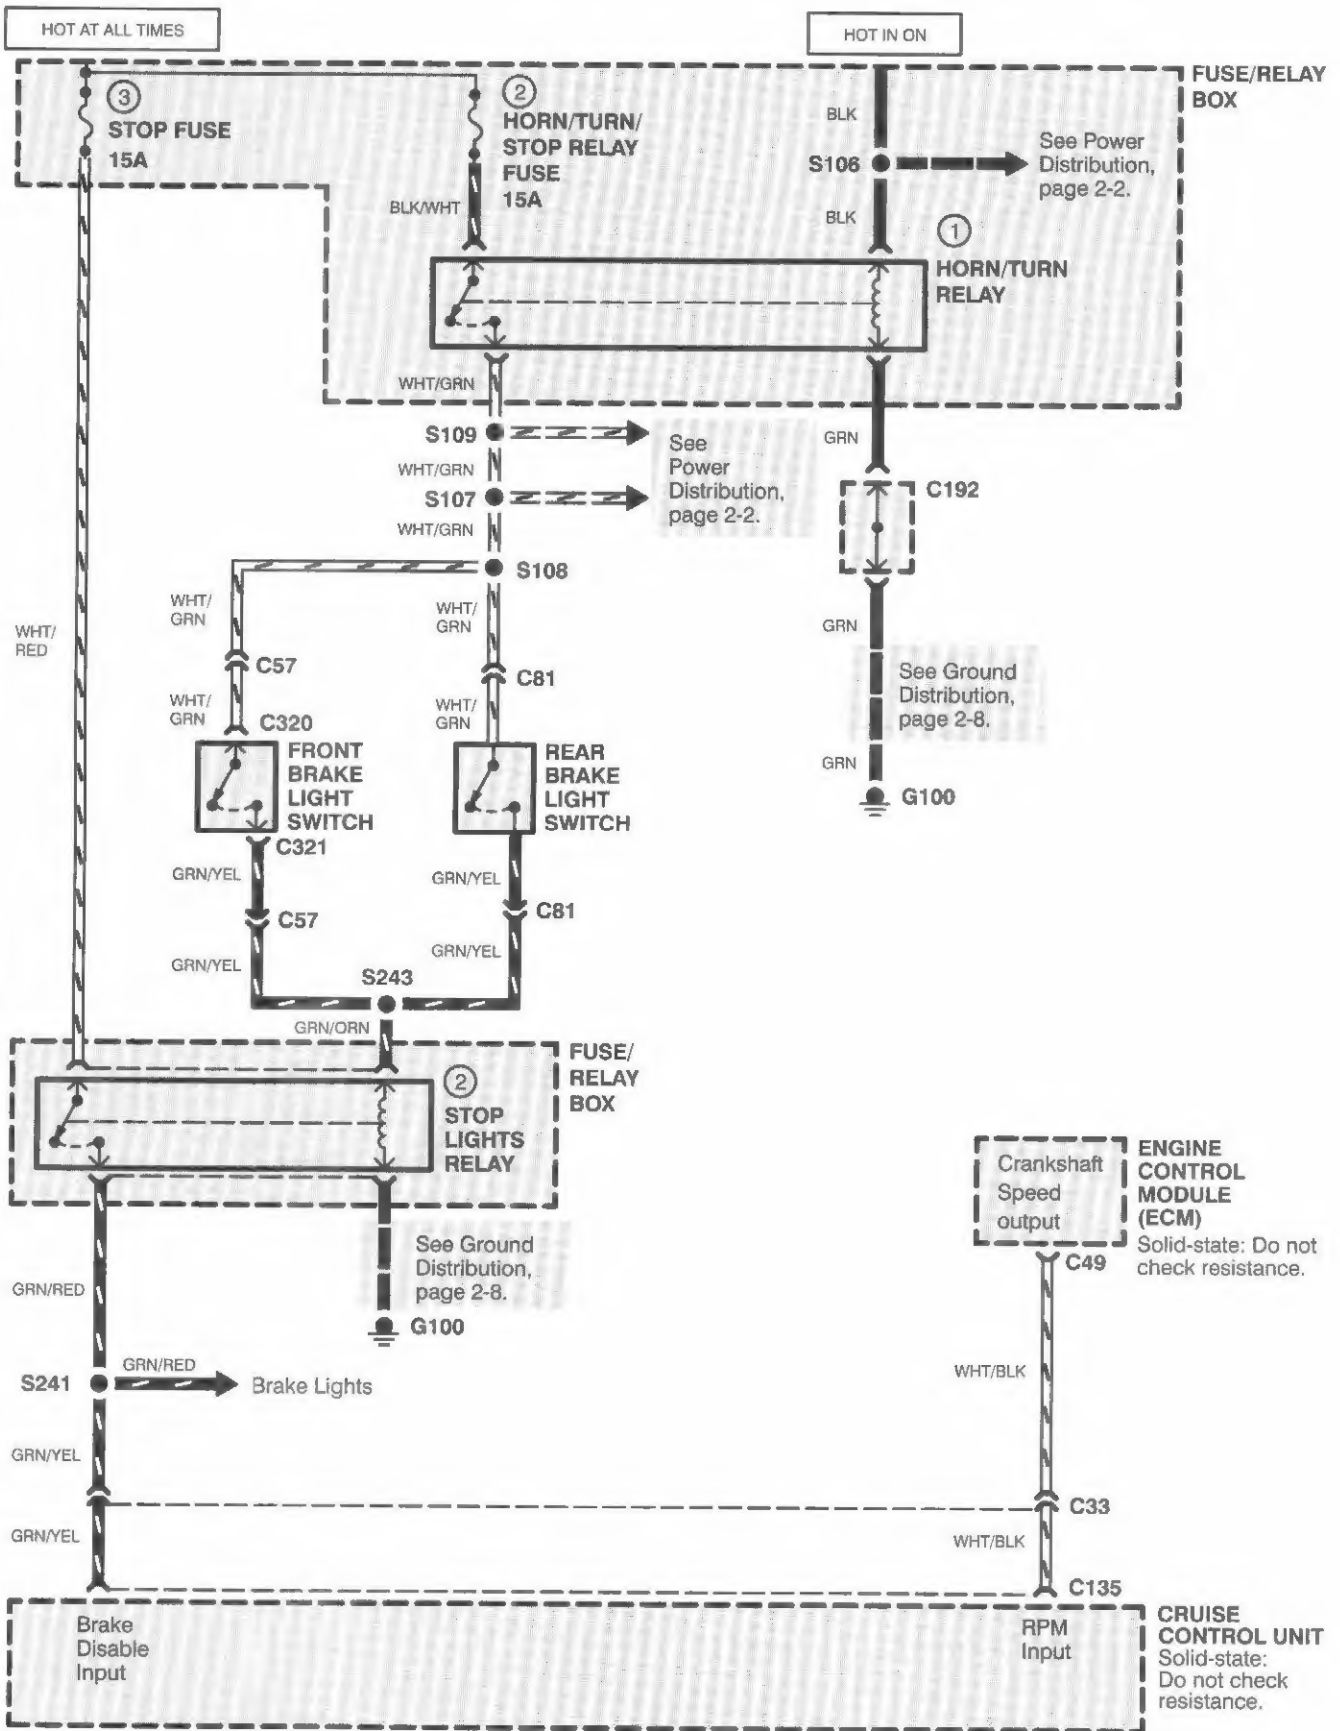 HOT AT ALL TIMES
HOT IN ON
FUSE/RELAY
BOX
3
STOP FUSE
15A
2
HORN/TURN/
STOP RELAY
FUSE
15A
BLK
S106
See Power
Distribution,
page 2-2.
BLK/WHT
BLK
1
HORN/TURN
RELAY
WHT/GRN
S109
See
Power
Distribution,
page 2-2.
GRN
WHT/GRN
S107
C192
WHT/GRN
S108
WHT/
GRN
WHT/
GRN
WHT/
RED
GRN
C57
C81
See Ground
Distribution,
page 2-8.
WHT/
GRN
WHT/
GRN
C320
FRONT
BRAKE
LIGHT
SWITCH
REAR
BRAKE
LIGHT
SWITCH
GRN
G100
C321
GRN/YEL
GRN/YEL
C57
C81
GRN/YEL
GRN/YEL
S243
GRN/ORN
FUSE/
RELAY
BOX
2
STOP
LIGHTS
RELAY
Crankshaft
Speed
output
ENGINE
CONTROL
MODULE
(ECM)
Solid-state: Do not
check resistance.
See Ground
Distribution,
page 2-8.
C49
GRN/RED
G100
GRN/RED
S241
Brake Lights
WHT/BLK
GRN/YEL
C33
GRN/YEL
WHT/BLK
C135
Brake
Disable
Input
RPM
Input
CRUISE
CONTROL UNIT
Solid-state:
Do not check
resistance.